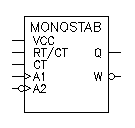 MONOSTAB
VCC
RT/CT Q
CT
A1 W
A2